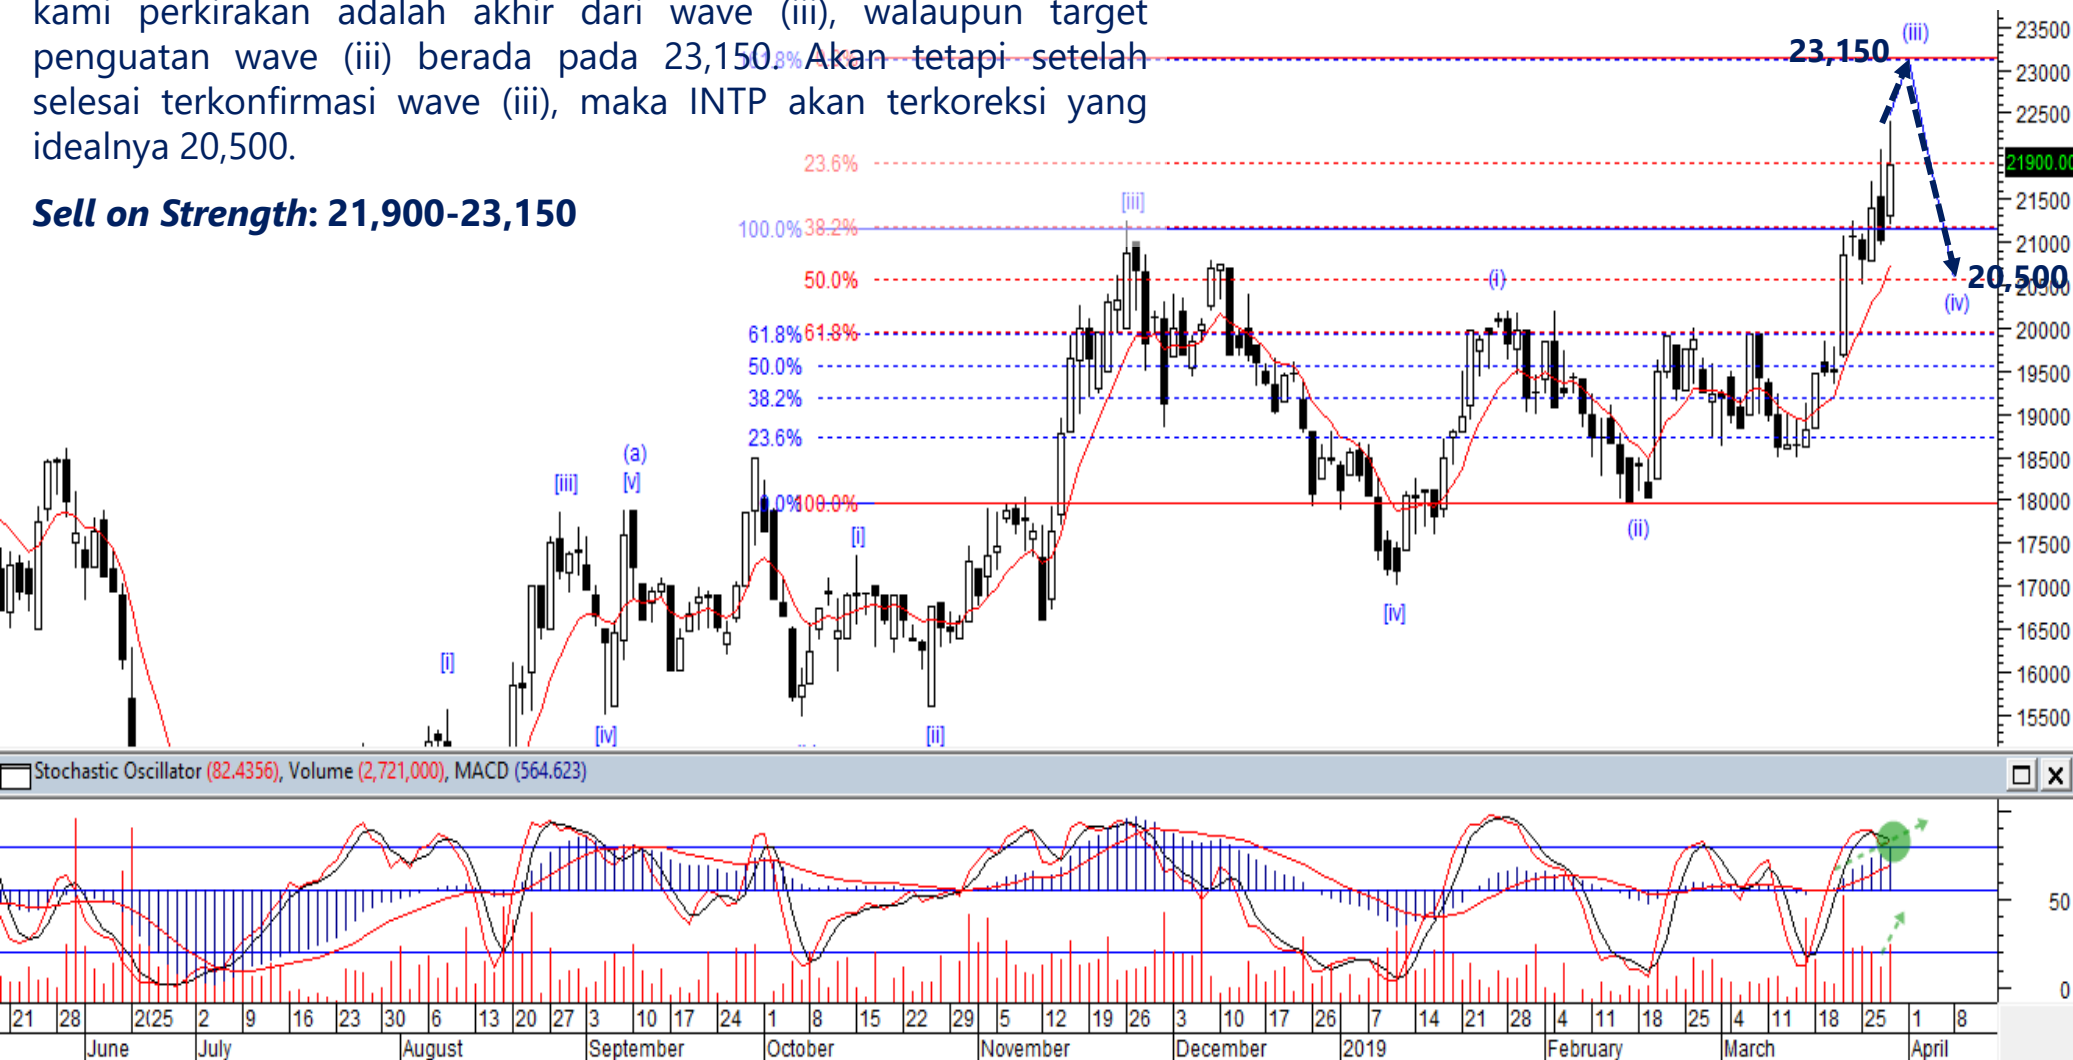 kami perkirakan adalah akhir dari wave (iii), walaupun target
penguatan wave (iii) berada pada 23,150. Akan tetapi setelah
selesai terkonfirmasi wave (iii), maka INTP akan terkoreksi yang
idealnya 20,500.
Sell on Strength: 21,900-23,150
(iii)
23,150
23.6%
[iii]
100.0% 38.2%
50.0%
(i)
20,500
(iv)
61.8% 61.8%
50.0%
38.2%
23.6%
(a)
[v]
[iii]
0.0% 100.0%
[i]
(ii)
[iv]
[i]
[iv]
[ii]
23500
23000
22500
21900.00
21500
21000
20500
20000
19500
19000
18500
18000
17500
17000
16500
16000
15500
Stochastic Oscillator (82.4356), Volume (2,721,000), MACD (564.623)
50
0
21 28 25 2 9 16 23 30 6 13 20 27 3 10 17 24 1 8 15 22 29 5 12 19 26 3 10 17 26 7 14 21 28 4 11 18 25 4 11 18 25 1 8
June July August September October November December 2019 February March April